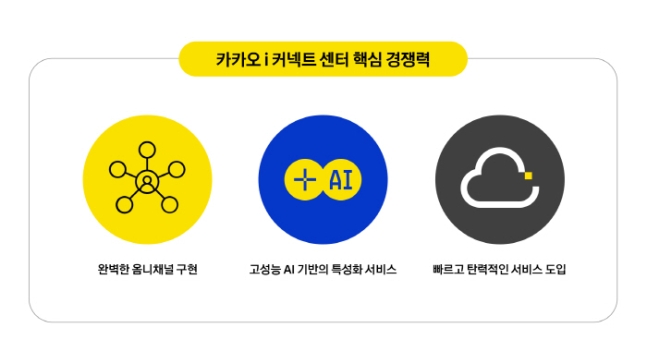 카카오 i 커넥트 센터 핵심 경쟁력
AI
완벽한 옴니채널 구현
고성능 AI 기반의 특성화 서비스
빠르고 탄력적인 서비스 도입